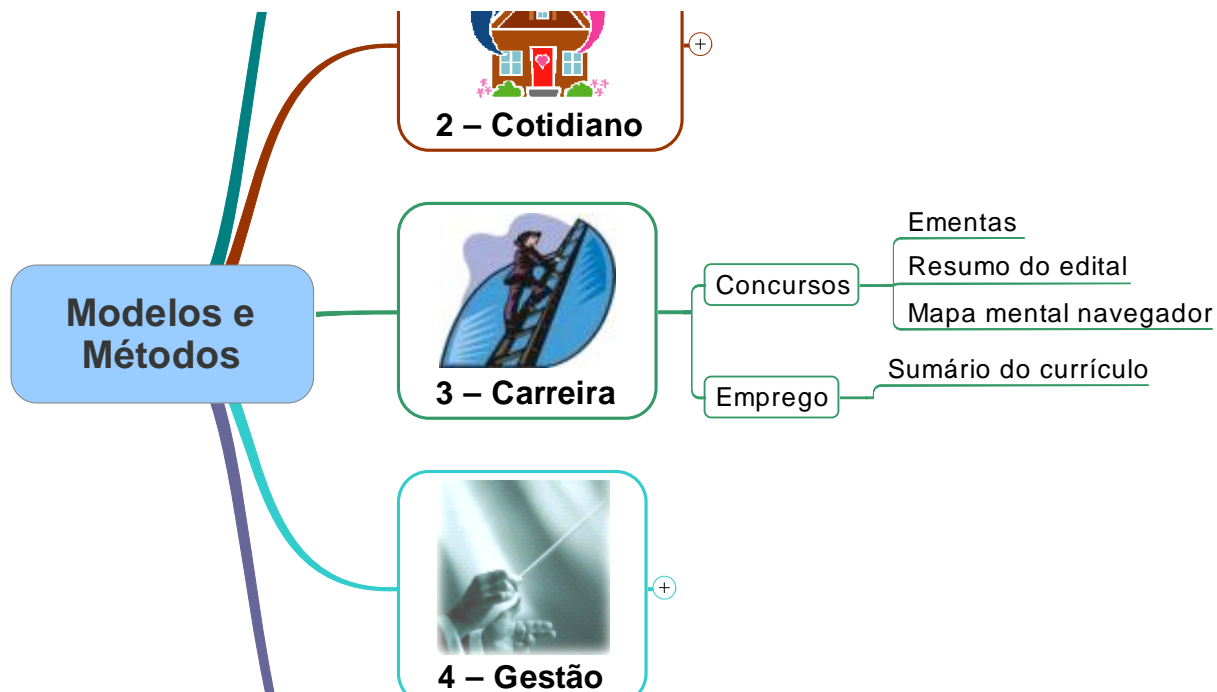 2 – Cotidiano
Modelos e
Métodos
3 – Carreira
Concursos
Ementas
Resumo do edital
Mapa mental navegador
Emprego
Sumário do currículo
4 – Gestão